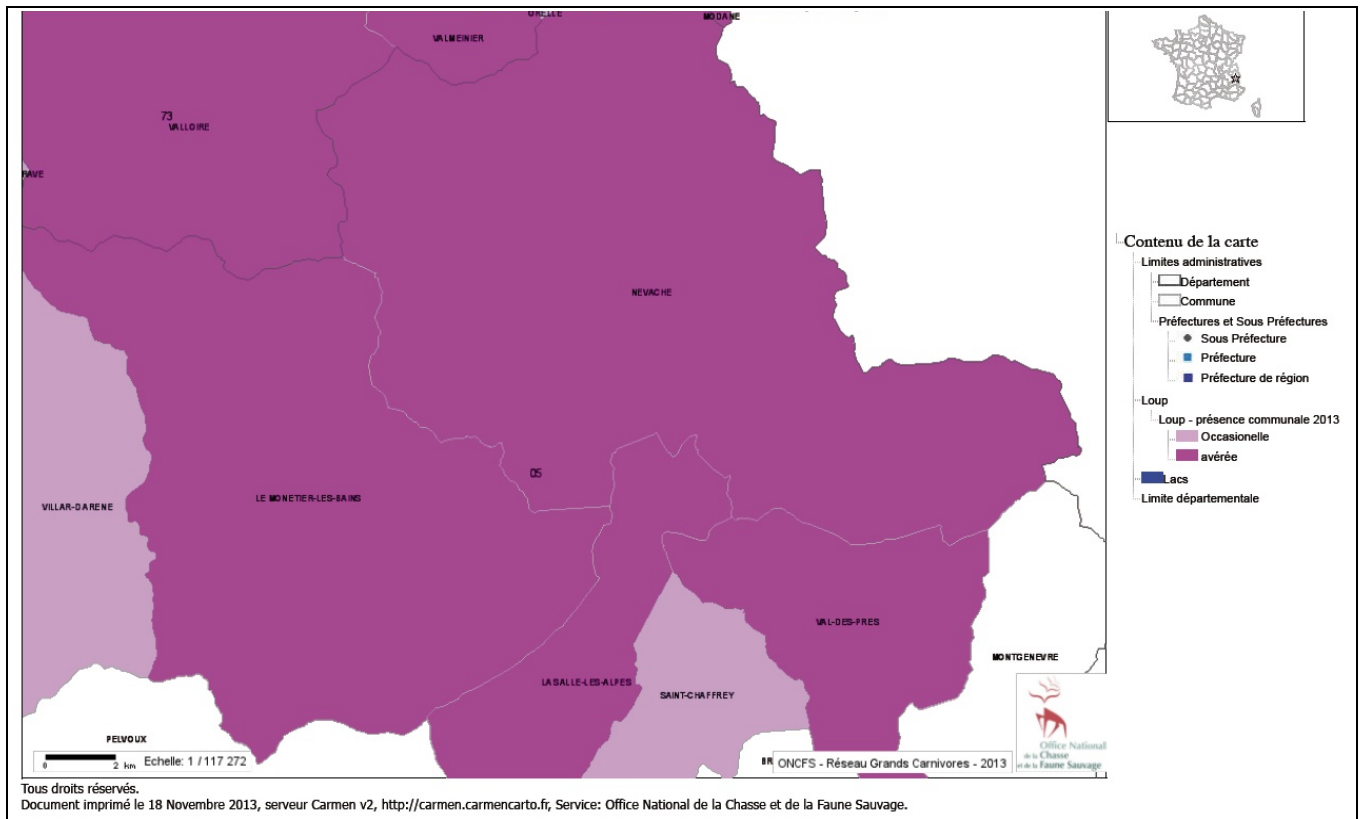 ORELLE
MODANE
VALMEINIER
73
VALLOIRE
RAVE
NEVACHE
05
LE MONETIER-LES-BAINS
VILLAR-DARENE
VAL-DES-PRES
MONTGENEVRE
LA SALLE-LES-ALPES
SAINT-CHAFFREY
PELVOUX
BR
0 2 km Echelle: 1 / 117 272
ONCFS - Réseau Grands Carnivores - 2013
Office National
de la Chasse
et de la Faune Sauvage
Contenu de la carte
Limites administratives
Département
Commune
Préfectures et Sous Préfectures
Sous Préfecture
Préfecture
Préfecture de région
Loup
Loup - présence communale 2013
Occasionelle
avérée
Lacs
Limite départementale
Tous droits réservés.
Document imprimé le 18 Novembre 2013, serveur Carmen v2, http://carmen.carmencarto.fr, Service: Office National de la Chasse et de la Faune Sauvage.